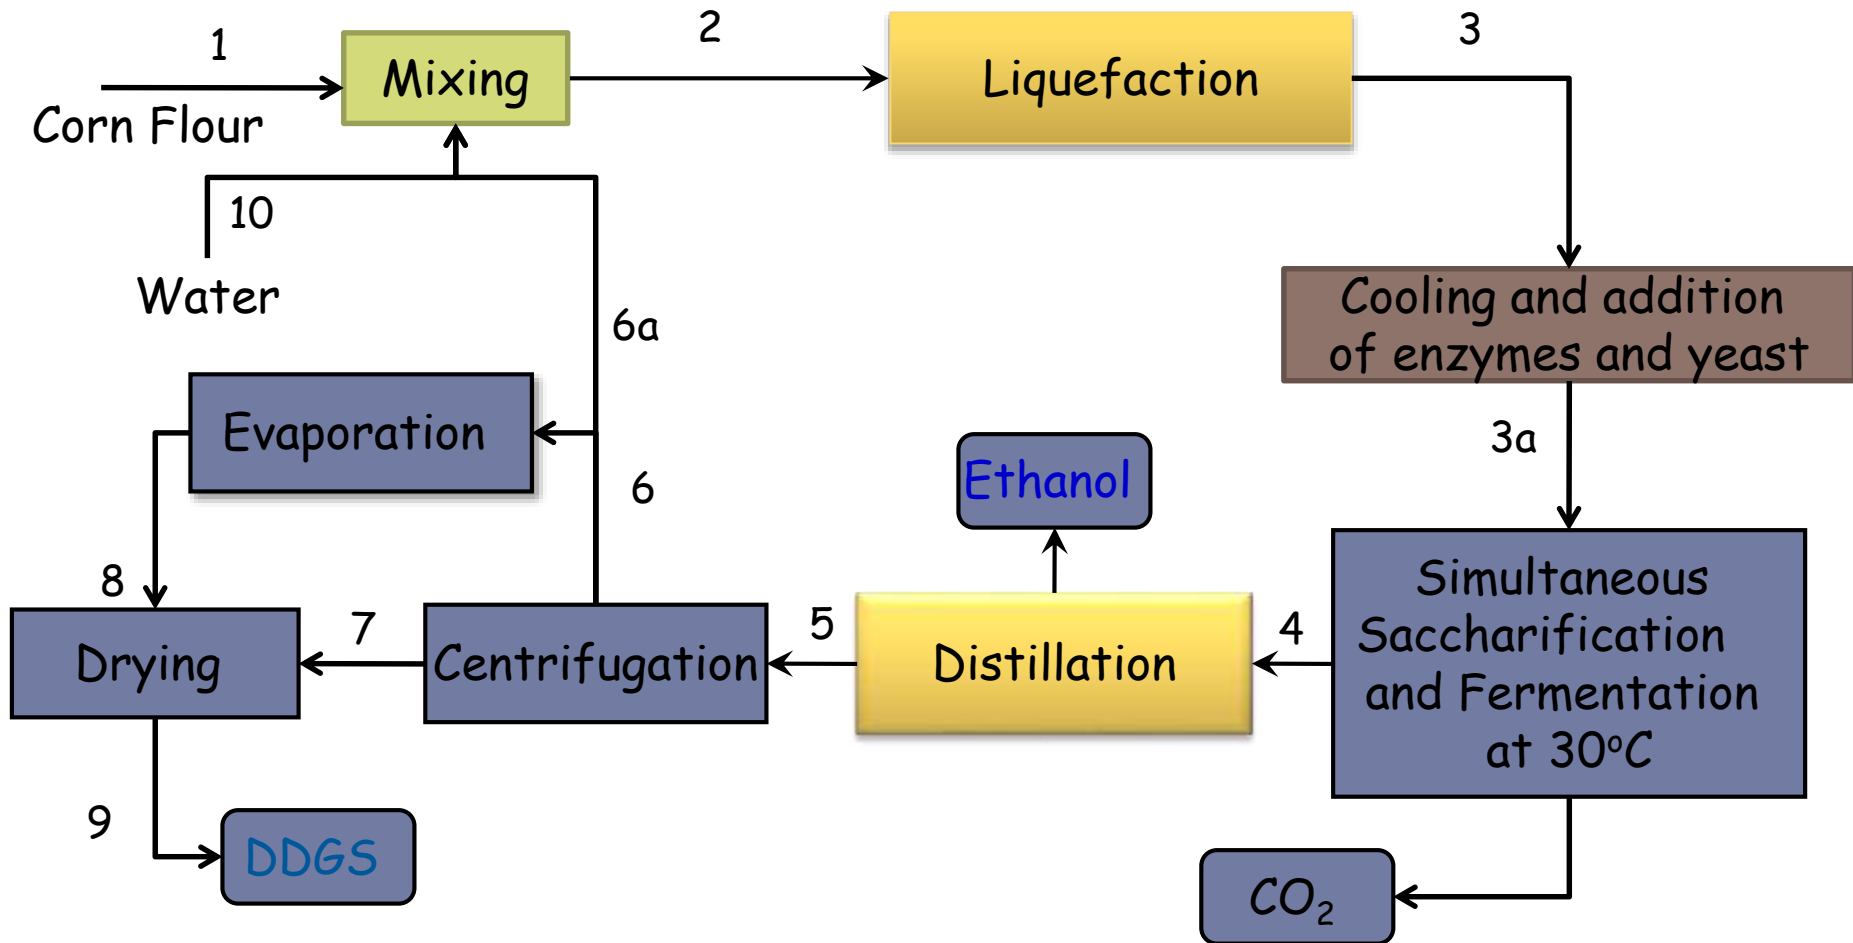 1
2
3
Mixing
Liquefaction
Corn Flour
10
Water
6a
Cooling and addition
of enzymes and yeast
Evaporation
3a
Ethanol
6
8
7
5
4
Drying
Centrifugation
Distillation
Simultaneous
Saccharification
and Fermentation
at 30°C
9
DDGS
CO₂